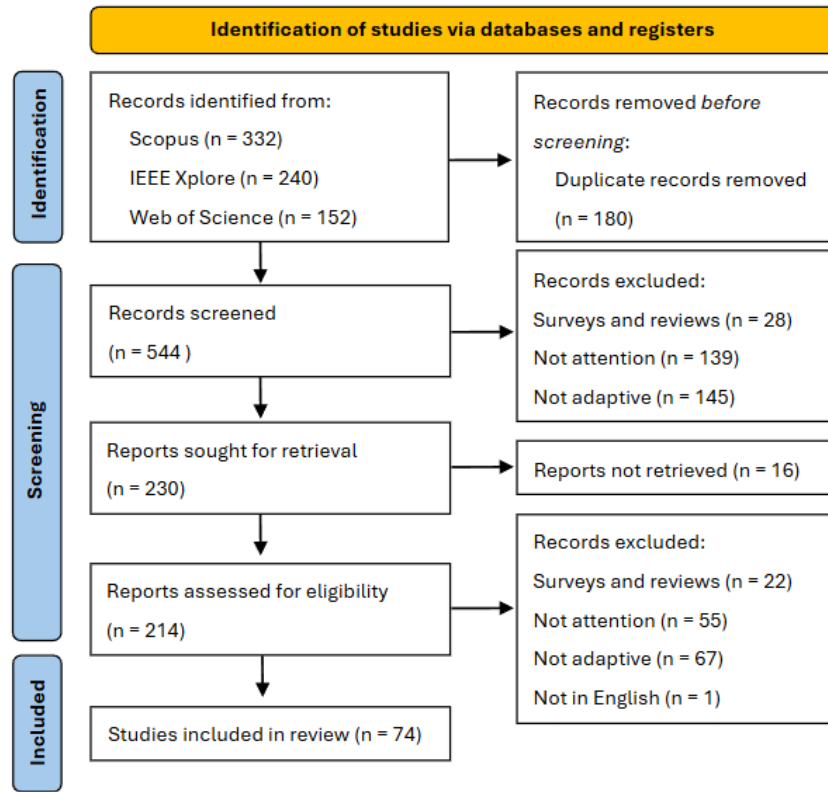 Identification of studies via databases and registers
Identification
Records identified from:
Scopus (n = 332)
IEEE Xplore (n = 240)
Web of Science (n = 152)
Records removed before
screening:
Duplicate records removed
(n = 180)
Screening
Records screened
(n = 544 )
Records excluded:
Surveys and reviews (n = 28)
Not attention (n = 139)
Not adaptive (n = 145)
Reports sought for retrieval
(n = 230)
Reports not retrieved (n = 16)
Reports assessed for eligibility
(n = 214)
Records excluded:
Surveys and reviews (n = 22)
Not attention (n = 55)
Not adaptive (n = 67)
Not in English (n = 1)
Included
Studies included in review (n = 74)